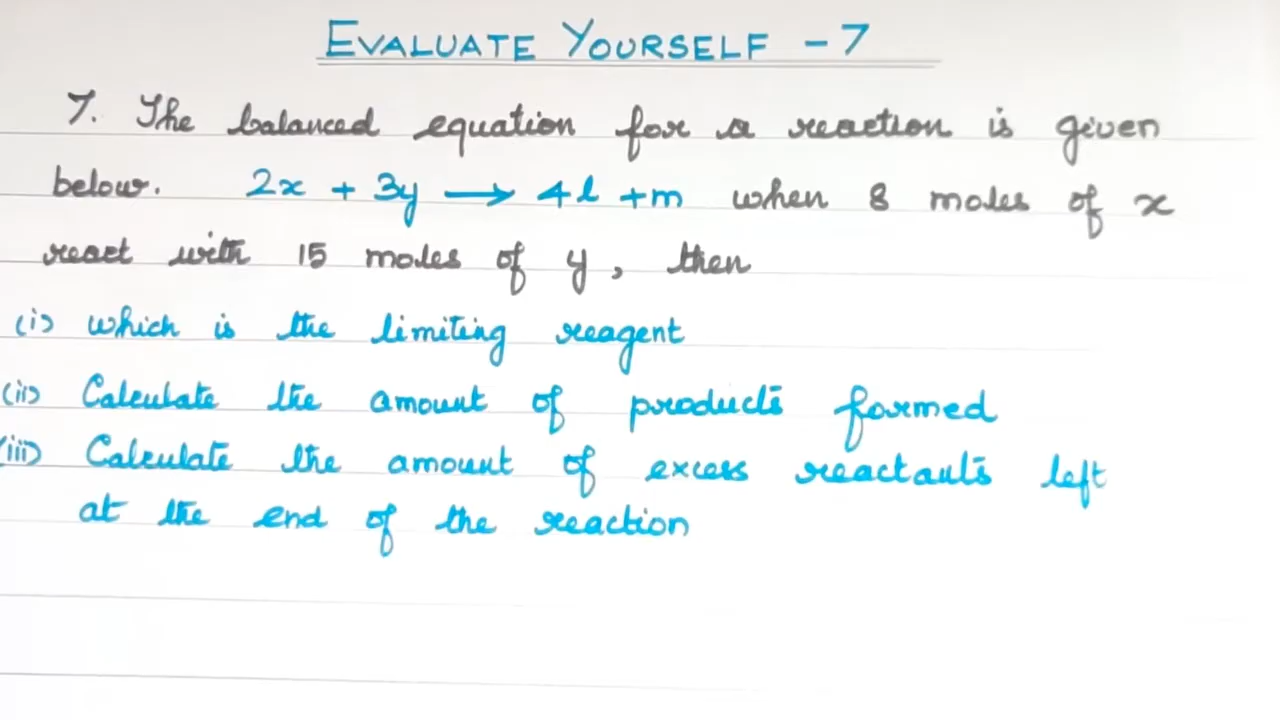 EVALUATE YOURSELF - 7
7. The balanced equation for a reaction is given
below. 2x + 3y ⟶ 4l + m when 8 moles of x
react with 15 moles of y, then
(i) which is the limiting reagent
(ii) Calculate the amount of products formed
(iii) Calculate the amount of excess reactants left
at the end of the reaction